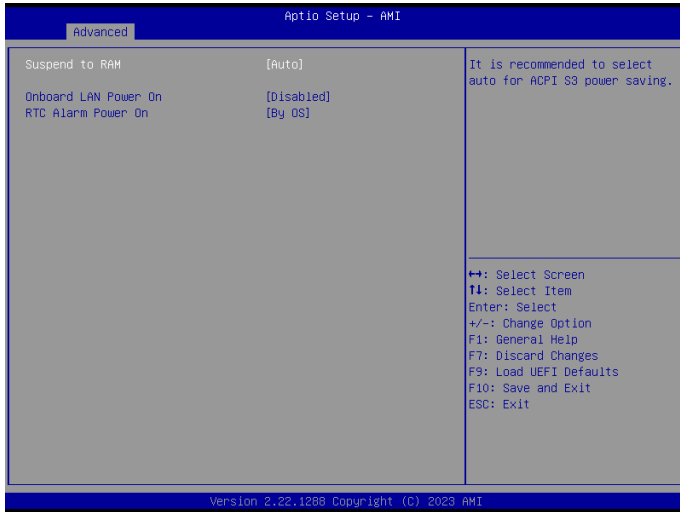 Aptio Setup – AMI
Advanced
Suspend to RAM [Auto]
Onboard LAN Power On [Disabled]
RTC Alarm Power On [By OS]
It is recommended to select
auto for ACPI S3 power saving.
↔: Select Screen
↑↓: Select Item
Enter: Select
+/-: Change Option
F1: General Help
F7: Discard Changes
F9: Load UEFI Defaults
F10: Save and Exit
ESC: Exit
Version 2.22.1288 Copyright (C) 2023 AMI